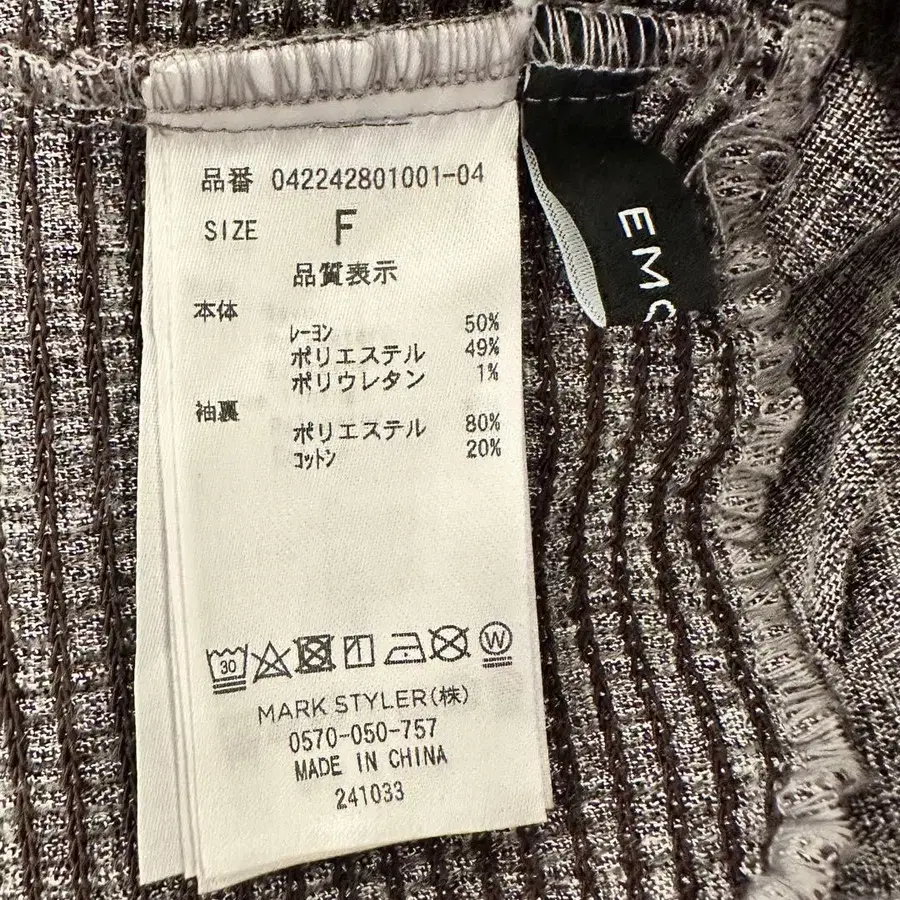 品番 042242801001-04
SIZE F
品質表示
本体
レーヨン 50%
ポリエステル 49%
ポリウレタン 1%
袖裏
ポリエステル 80%
コットン 20%
30 W
MARK STYLER(株)
0570-050-757
MADE IN CHINA
241033
EM